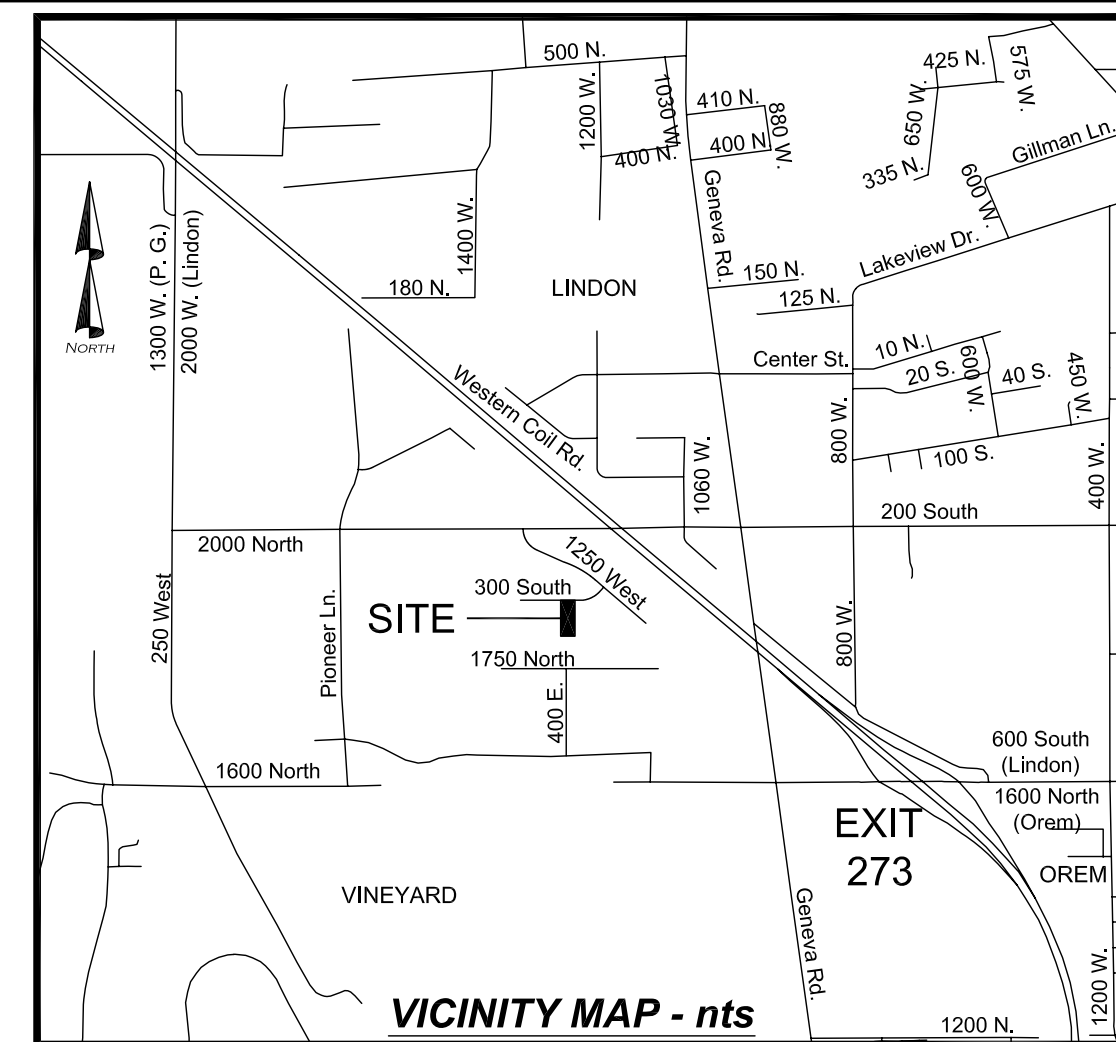 500 N.
425 N.
575 W.
1200 W.
1030 W.
410 N.
880 W.
650 W.
400 N.
400 N
Gillman Ln.
335 N.
600 W.
Geneva Rd.
1300 W. (P. G.)
2000 W. (Lindon)
1400 W.
Lakeview Dr.
180 N.
LINDON
150 N.
125 N.
NORTH
Center St.
10 N.
20 S.
600 W.
40 S.
450 W.
Western Coil Rd.
800 W.
100 S.
1060 W.
400 W.
200 South
2000 North
1250 West
300 South
SITE
250 West
Pioneer Ln.
1750 North
800 W.
400 E.
600 South
(Lindon)
1600 North
1600 North
(Orem)
EXIT
273
OREM
VINEYARD
Geneva Rd.
1200 W.
VICINITY MAP - nts
1200 N.